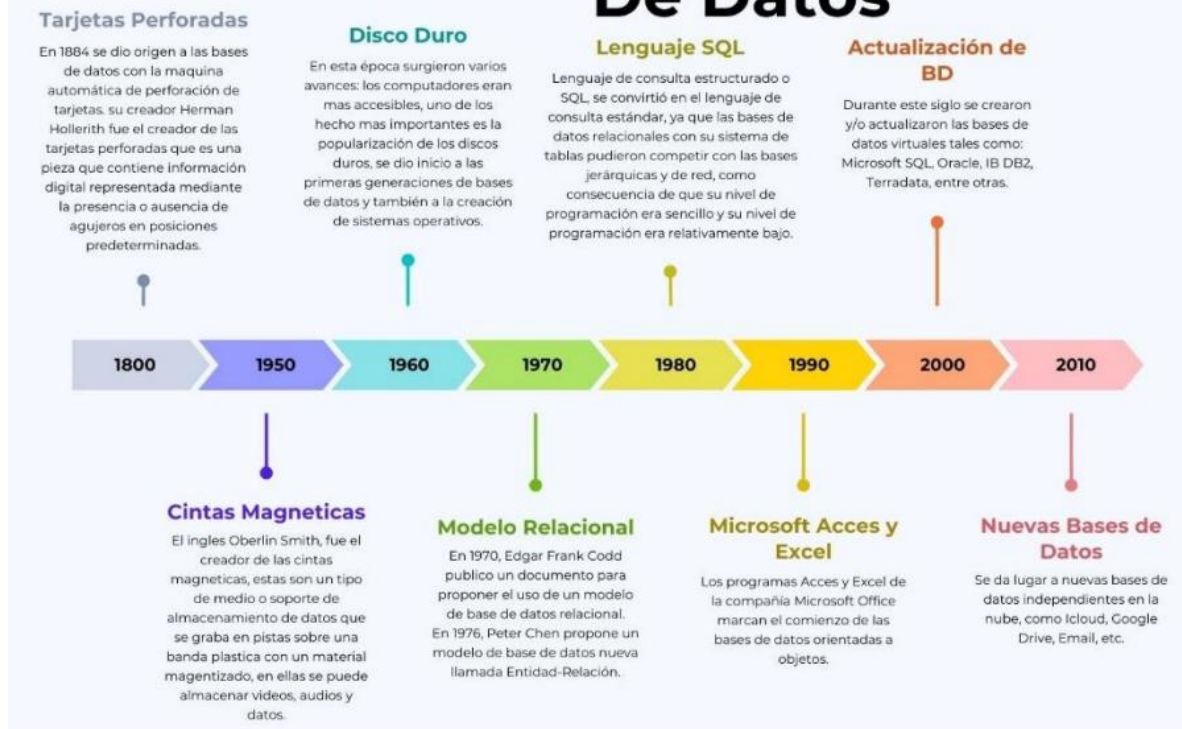 De Datos
Tarjetas Perforadas
En 1884 se dio origen a las bases
de datos con la maquina
automática de perforación de
tarjetas. su creador Herman
Hollerith fue el creador de las
tarjetas perforadas que es una
pieza que contiene información
digital representada mediante
la presencia o ausencia de
agujeros en posiciones
predeterminadas.
Disco Duro
En esta época surgieron varios
avances: los computadores eran
mas accesibles, uno de los
hecho mas importantes es la
popularización de los discos
duros, se dio inicio a las
primeras generaciones de bases
de datos y también a la creación
de sistemas operativos.
Lenguaje SQL
Lenguaje de consulta estructurado o
SQL, se convirtió en el lenguaje de
consulta estándar, ya que las bases de
datos relacionales con su sistema de
tablas pudieron competir con las bases
jerárquicas y de red, como
consecuencia de que su nivel de
programación era sencillo y su nivel de
programación era relativamente bajo.
Actualización de
BD
Durante este siglo se crearon
y/o actualizaron las bases de
datos virtuales tales como:
Microsoft SQL, Oracle, IB DB2,
Terradata, entre otras.
1800
1950
1960
1970
1980
1990
2000
2010
Cintas Magneticas
El ingles Oberlin Smith, fue el
creador de las cintas
magneticas, estas son un tipo
de medio o soporte de
almacenamiento de datos que
se graba en pistas sobre una
banda plastica con un material
magentizado, en ellas se puede
almacenar videos, audios y
datos.
Modelo Relacional
En 1970, Edgar Frank Codd
publico un documento para
proponer el uso de un modelo
de base de datos relacional.
En 1976, Peter Chen propone un
modelo de base de datos nueva
llamada Entidad-Relación.
Microsoft Acces y
Excel
Los programas Acces y Excel de
la compañía Microsoft Office
marcan el comienzo de las
bases de datos orientadas a
objetos.
Nuevas Bases de
Datos
Se da lugar a nuevas bases de
datos independientes en la
nube, como Icloud, Google
Drive, Email, etc.